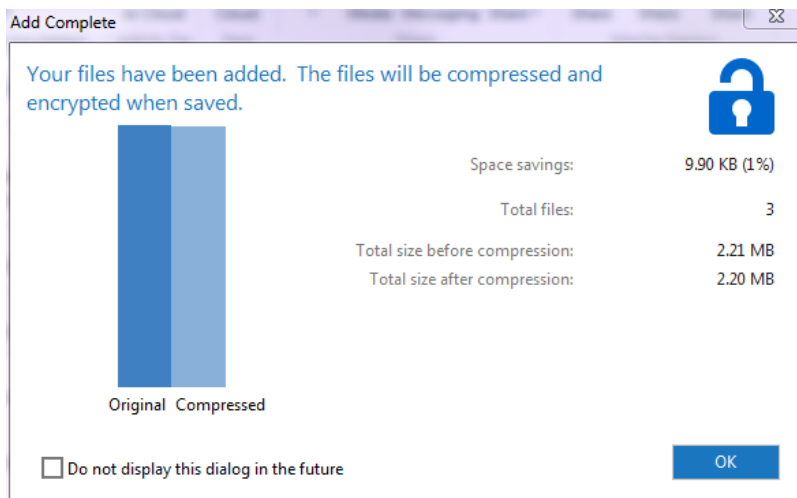 Add Complete
Your files have been added. The files will be compressed and
encrypted when saved.
Space savings: 9.90 KB (1%)
Total files: 3
Total size before compression: 2.21 MB
Total size after compression: 2.20 MB
Original Compressed
Do not display this dialog in the future
OK